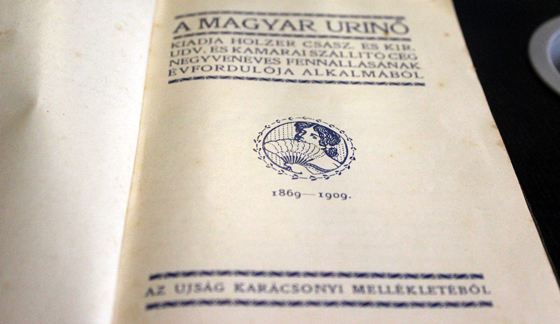 A MAGYAR URINŐ
KIADJA HOLZER CSÁSZ. ÉS KIR.
UDV. ÉS KAMARAI SZÁLLITÓ CÉG
NEGYVENÉVES FENNÁLLÁSÁNAK
ÉVFORDULÓJA ALKALMÁBÓL
1869—1909.
AZ UJSÁG KARÁCSONYI MELLÉKLETÉBŐL